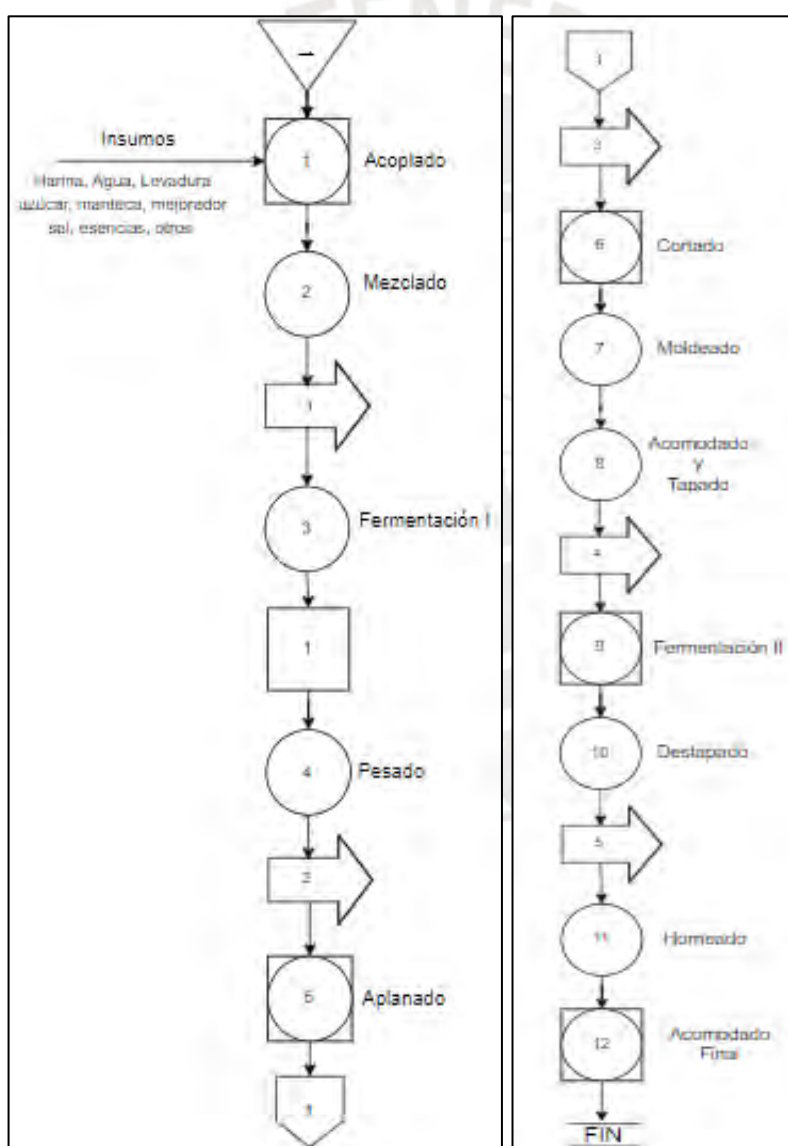 1
Insumos
Harina, Agua, Levadura
azúcar, manteca, mejorador
sal, esencias, otros
1
Acoplado
2
Mezclado
1
3
Fermentación I
1
4
Pesado
2
5
Aplanado
1
1
3
6
Cortado
7
Moldeado
8
Acomodado
y
Tapado
4
9
Fermentación II
10
Destapado
5
11
Horneado
12
Acomodado
Final
FIN